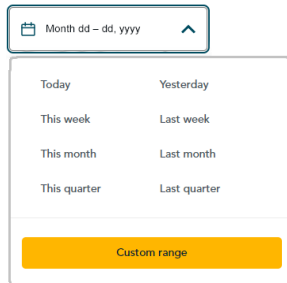 Month dd – dd, yyyy
Today Yesterday
This week Last week
This month Last month
This quarter Last quarter
Custom range